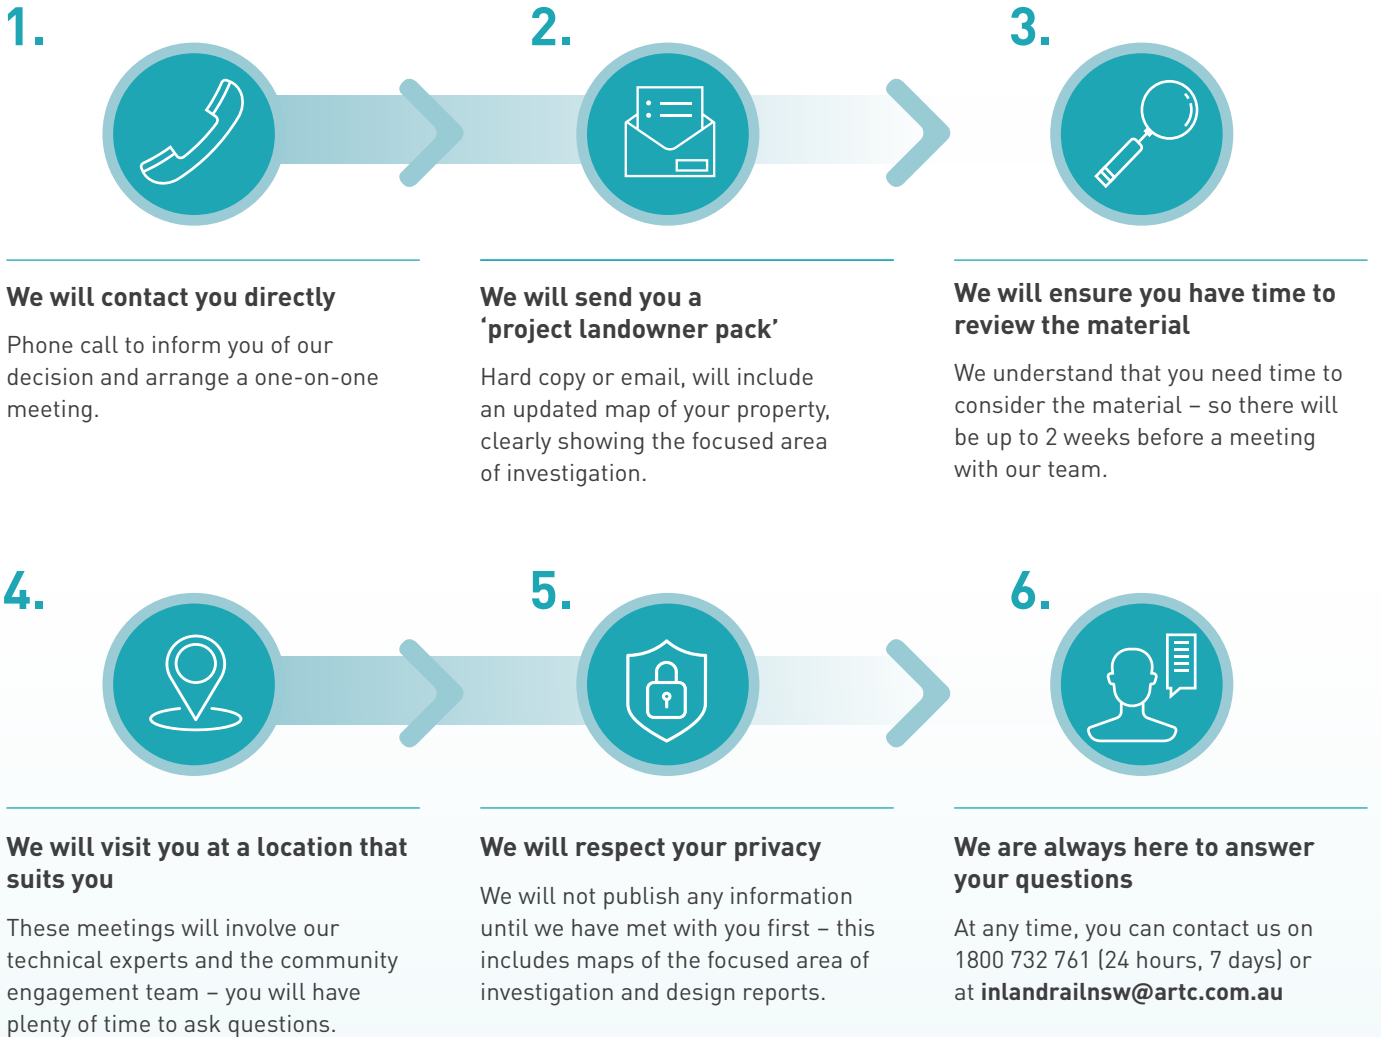 1.
We will contact you directly
Phone call to inform you of our
decision and arrange a one-on-one
meeting.
2.
We will send you a
‘project landowner pack’
Hard copy or email, will include
an updated map of your property,
clearly showing the focused area
of investigation.
3.
We will ensure you have time to
review the material
We understand that you need time to
consider the material – so there will
be up to 2 weeks before a meeting
with our team.
4.
We will visit you at a location that
suits you
These meetings will involve our
technical experts and the community
engagement team – you will have
plenty of time to ask questions.
5.
We will respect your privacy
We will not publish any information
until we have met with you first – this
includes maps of the focused area of
investigation and design reports.
6.
We are always here to answer
your questions
At any time, you can contact us on
1800 732 761 (24 hours, 7 days) or
at inlandrailnsw@artc.com.au